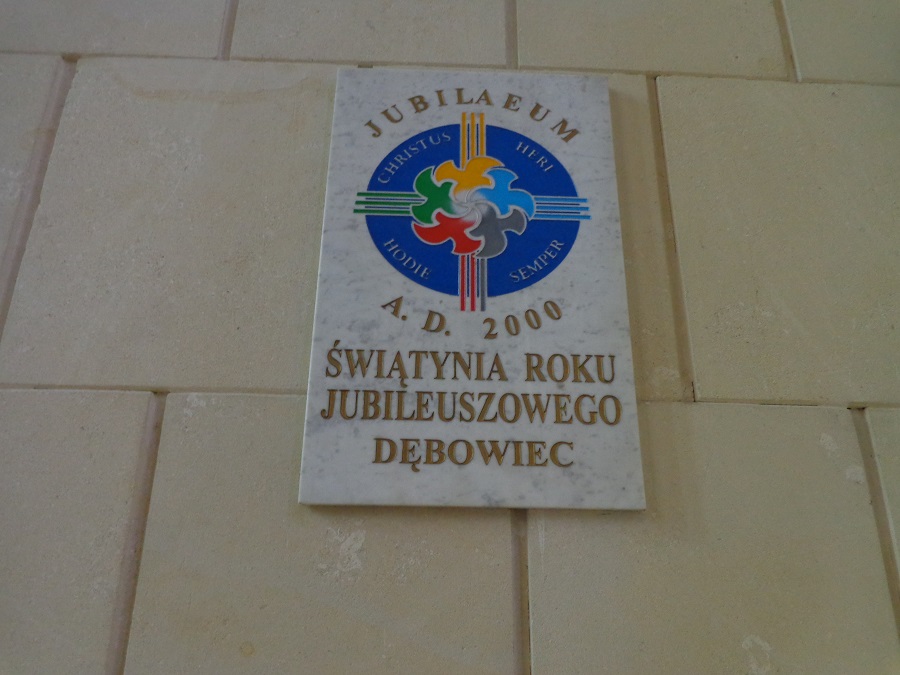 JUBILAEUM
CHRISTUS HERI
HODIE SEMPER
A. D. 2000
ŚWIĄTYNIA ROKU
JUBILEUSZOWEGO
DĘBOWIEC